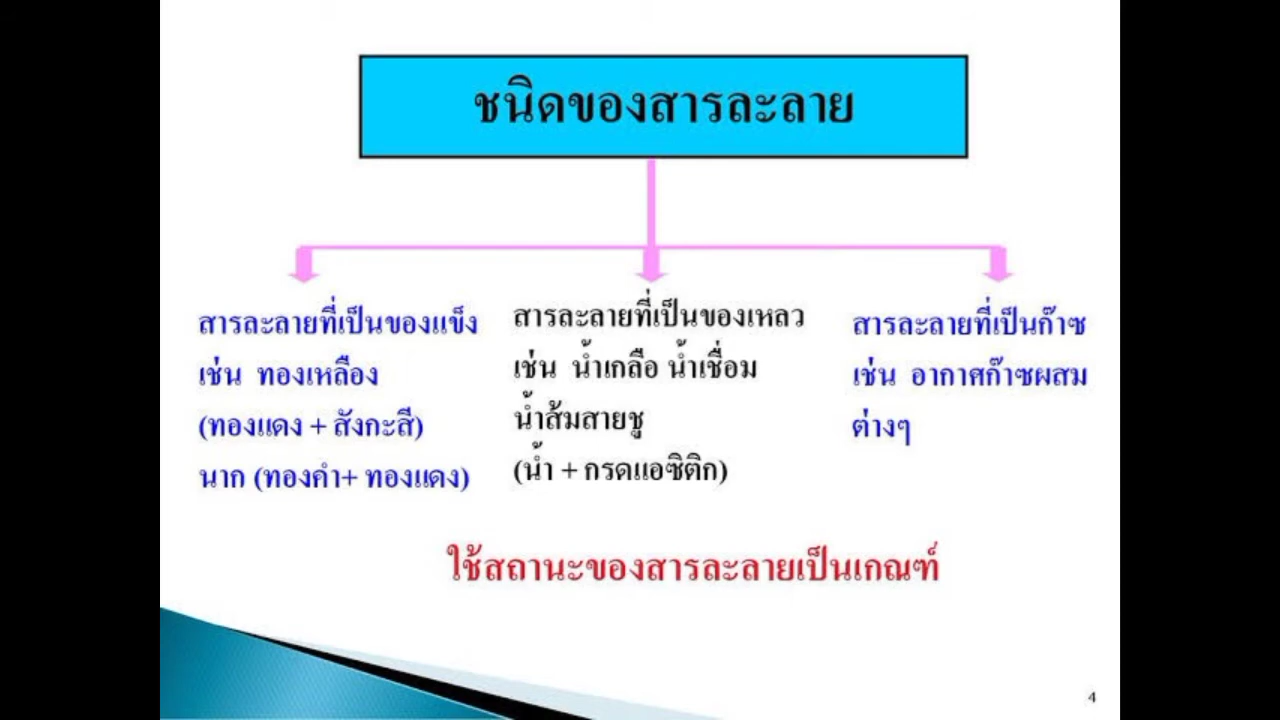 ชนิดของสารละลาย
สารละลายที่เป็นของแข็ง
เช่น ทองเหลือง
(ทองแดง + สังกะสี)
นาก (ทองคำ+ ทองแดง)
สารละลายที่เป็นของเหลว
เช่น น้ำเกลือ น้ำเชื่อม
น้ำส้มสายชู
(น้ำ + กรดแอซิติก)
สารละลายที่เป็นก๊าซ
เช่น อากาศก๊าซผสม
ต่างๆ
ใช้สถานะของสารละลายเป็นเกณฑ์
4